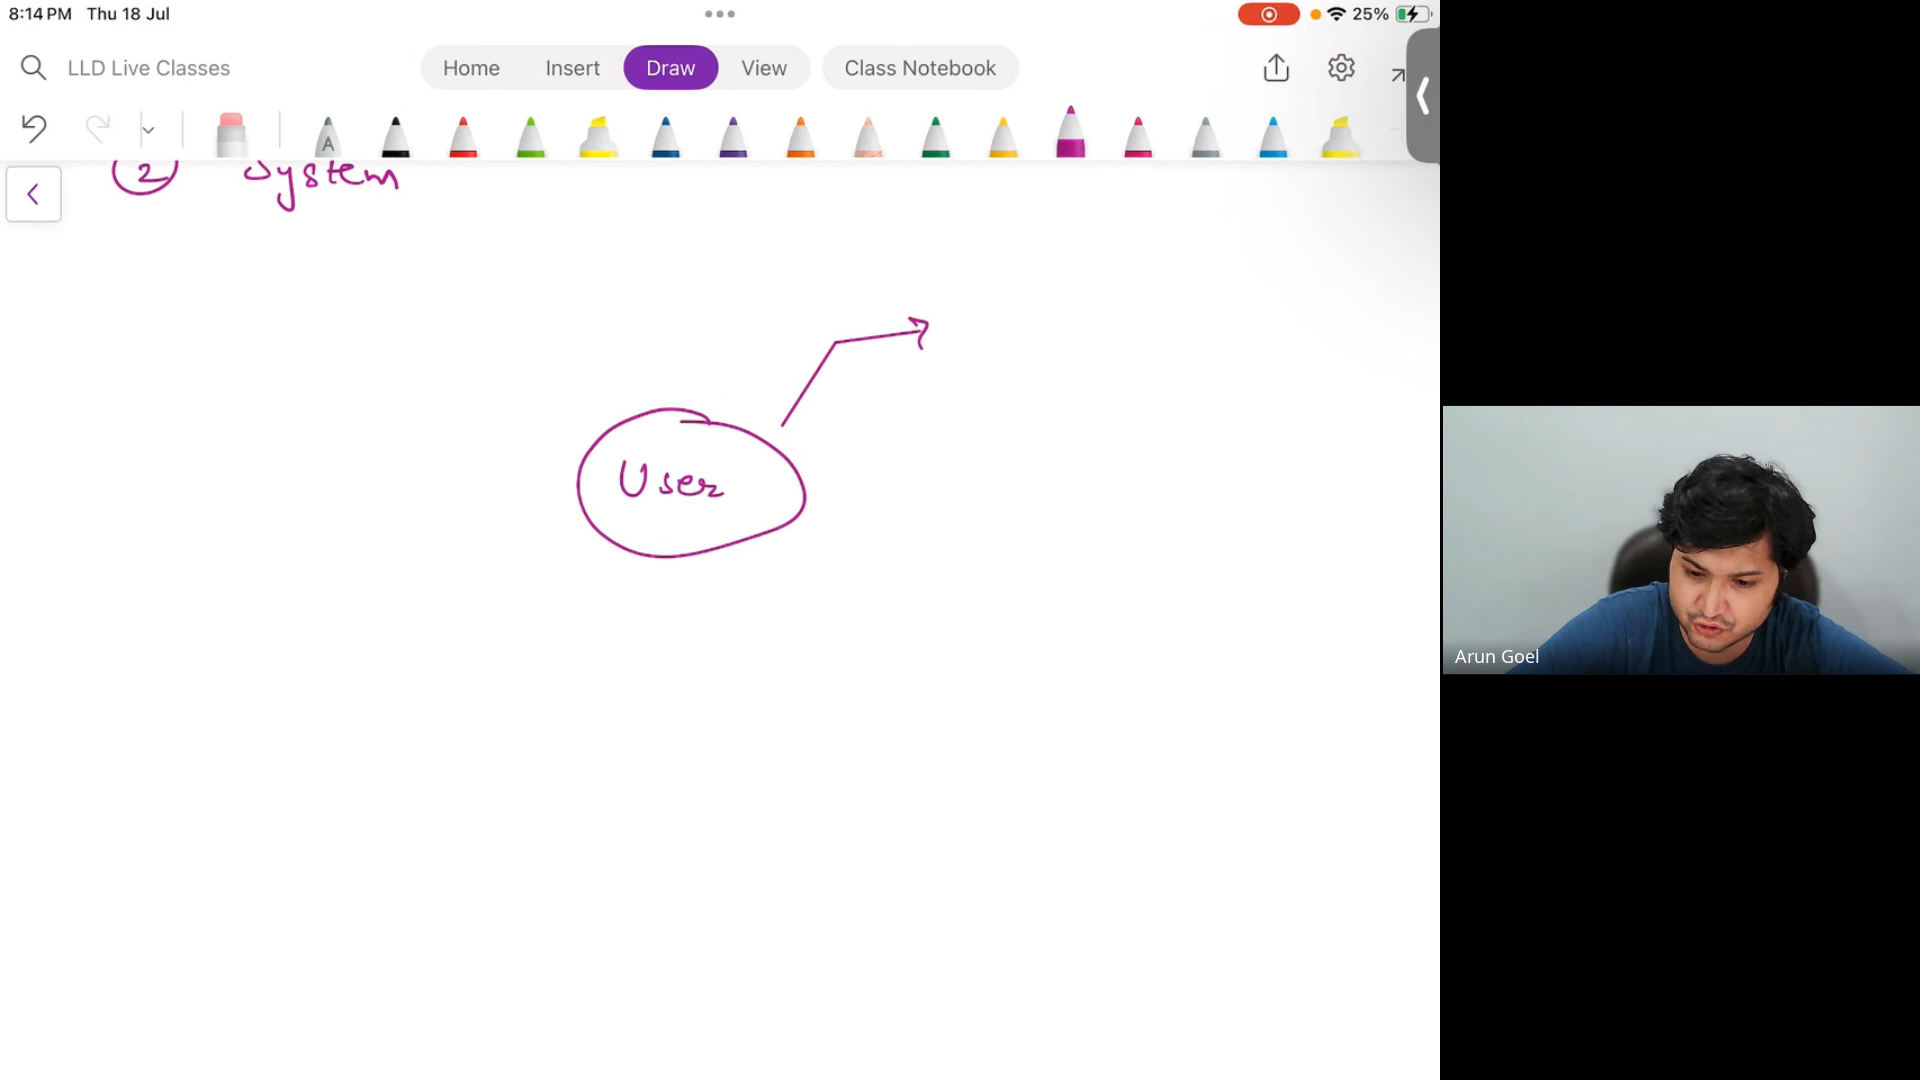 8:14 PM Thu 18 Jul 25%
LLD Live Classes Home Insert Draw View Class Notebook
A
2 System
User
Arun Goel